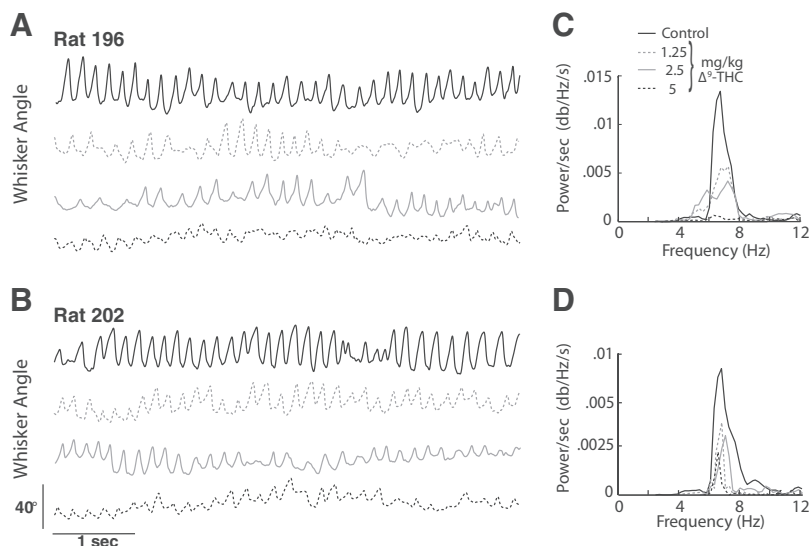 A
Rat 196
Whisker Angle
B
Rat 202
Whisker Angle
40°
1 sec
C
Control
1.25
2.5
5
mg/kg
Δ⁹-THC
Power/sec (db/Hz/s)
.015
.01
.005
0
0 4 8 12
Frequency (Hz)
D
Power/sec (db/Hz/s)
.01
.005
.0025
0
0 4 8 12
Frequency (Hz)